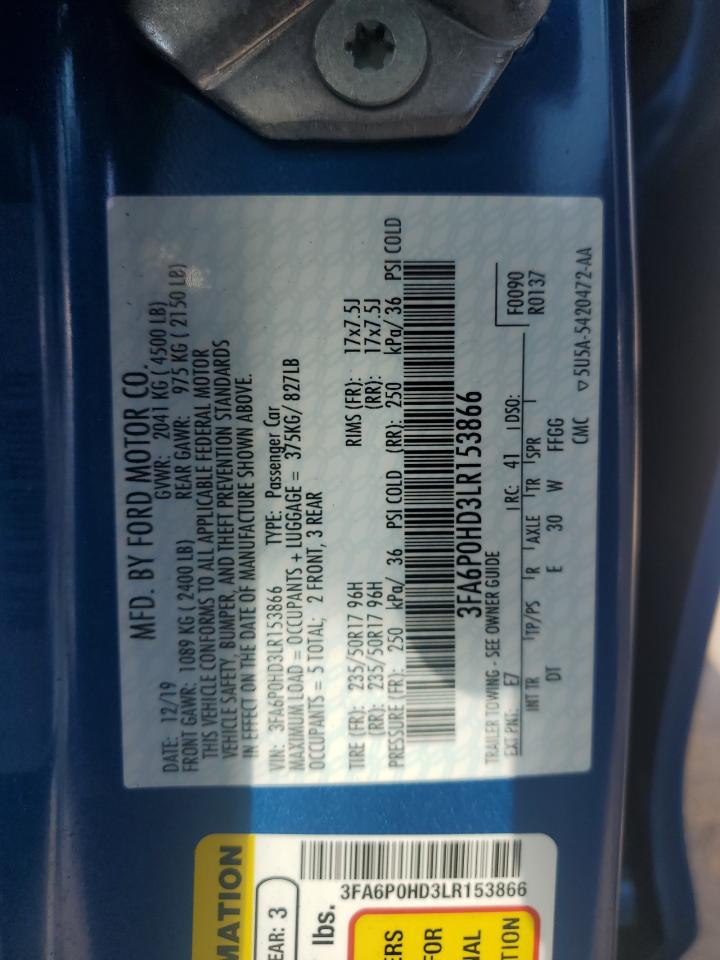 MFD. BY FORD MOTOR CO.
DATE: 12/19 GVWR: 2041 KG ( 4500 LB)
FRONT GAWR: 1089 KG ( 2400 LB) REAR GAWR: 975 KG ( 2150 LB)
THIS VEHICLE CONFORMS TO ALL APPLICABLE FEDERAL MOTOR
VEHICLE SAFETY, BUMPER, AND THEFT PREVENTION STANDARDS
IN EFFECT ON THE DATE OF MANUFACTURE SHOWN ABOVE.
VIN: 3FA6P0HD3LR153866 TYPE: Passenger Car
MAXIMUM LOAD = OCCUPANTS + LUGGAGE = 375KG/ 827LB
OCCUPANTS = 5 TOTAL; 2 FRONT, 3 REAR
TIRE (FR): 235/50R17 96H RIMS (FR): 17x7.5J
(RR): 235/50R17 96H (RR): 17x7.5J
PRESSURE (FR): 250 kPa/ 36 PSI COLD (RR): 250 kPa/ 36 PSI COLD
3FA6P0HD3LR153866
TRAILER TOWING - SEE OWNER GUIDE F0090
EXT PNT: E7 RC: 41 DSO: R0137
INT TR TP/PS R AXLE TR SPR
DT E 30 W FFGG
CMC ▽5U5A-5420472-AA
MATION
EAR: 3
lbs.
3FA6P0HD3LR153866
ERS
FOR
NAL
TION